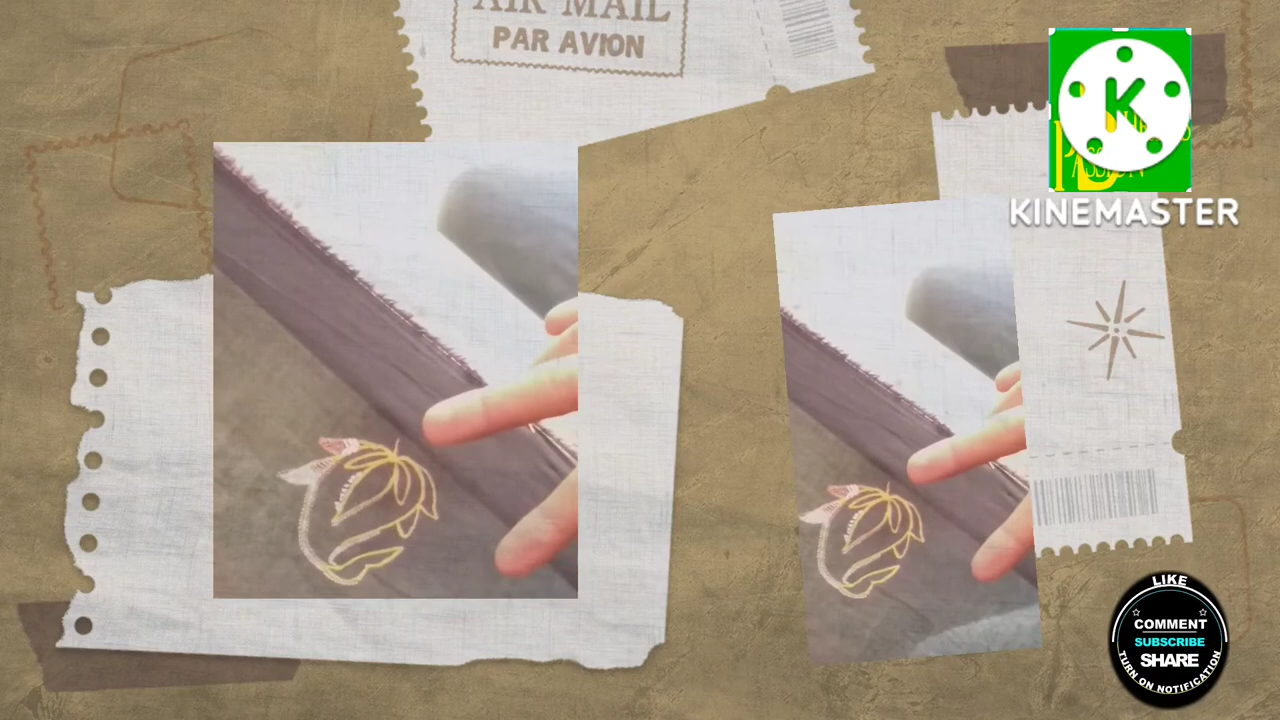 AIR MAIL
PAR AVION
K
KINEMASTER
LIKE
COMMENT
SUBSCRIBE
SHARE
TURN ON NOTIFICATION